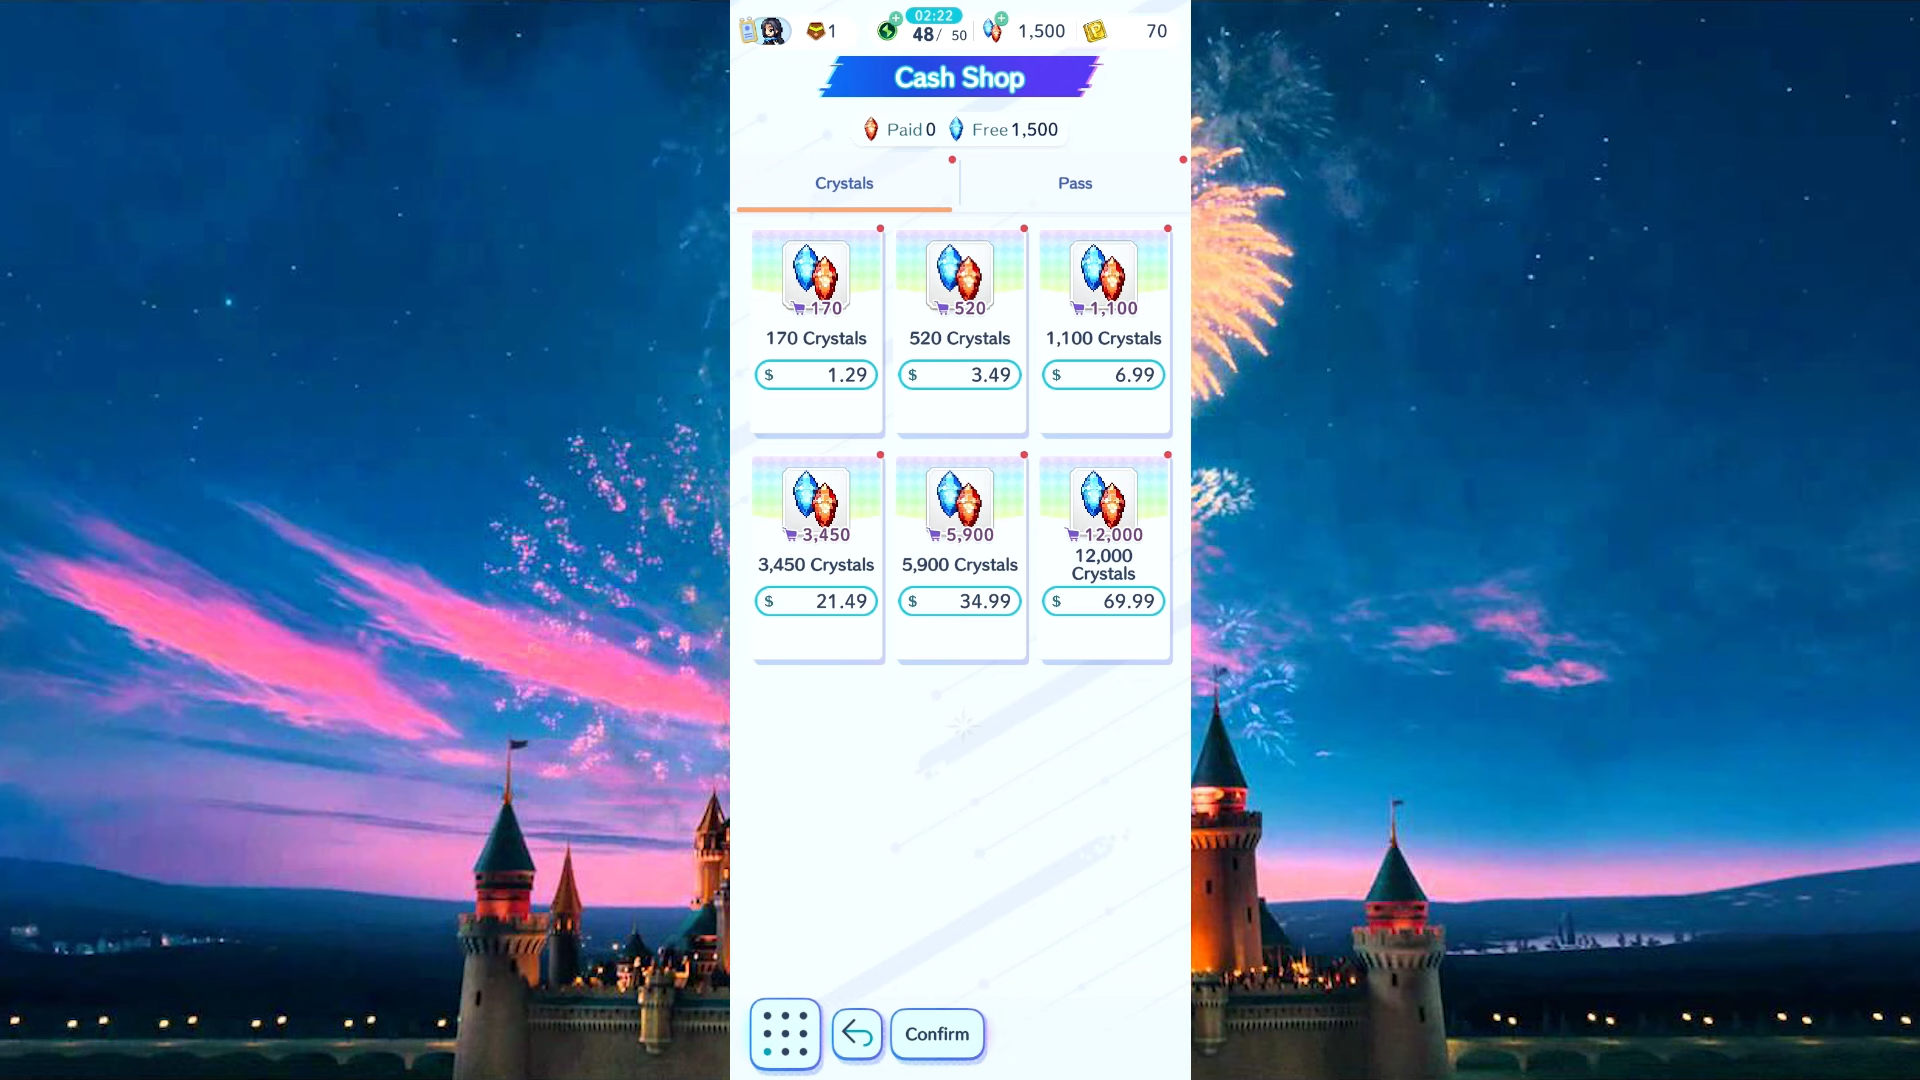 1
02:22
48/ 50
1,500
70
Cash Shop
Paid 0 Free 1,500
Crystals
Pass
170
520
1,100
170 Crystals
520 Crystals
1,100 Crystals
$ 1.29
$ 3.49
$ 6.99
3,450
5,900
12,000
3,450 Crystals
5,900 Crystals
12,000
Crystals
$ 21.49
$ 34.99
$ 69.99
Confirm